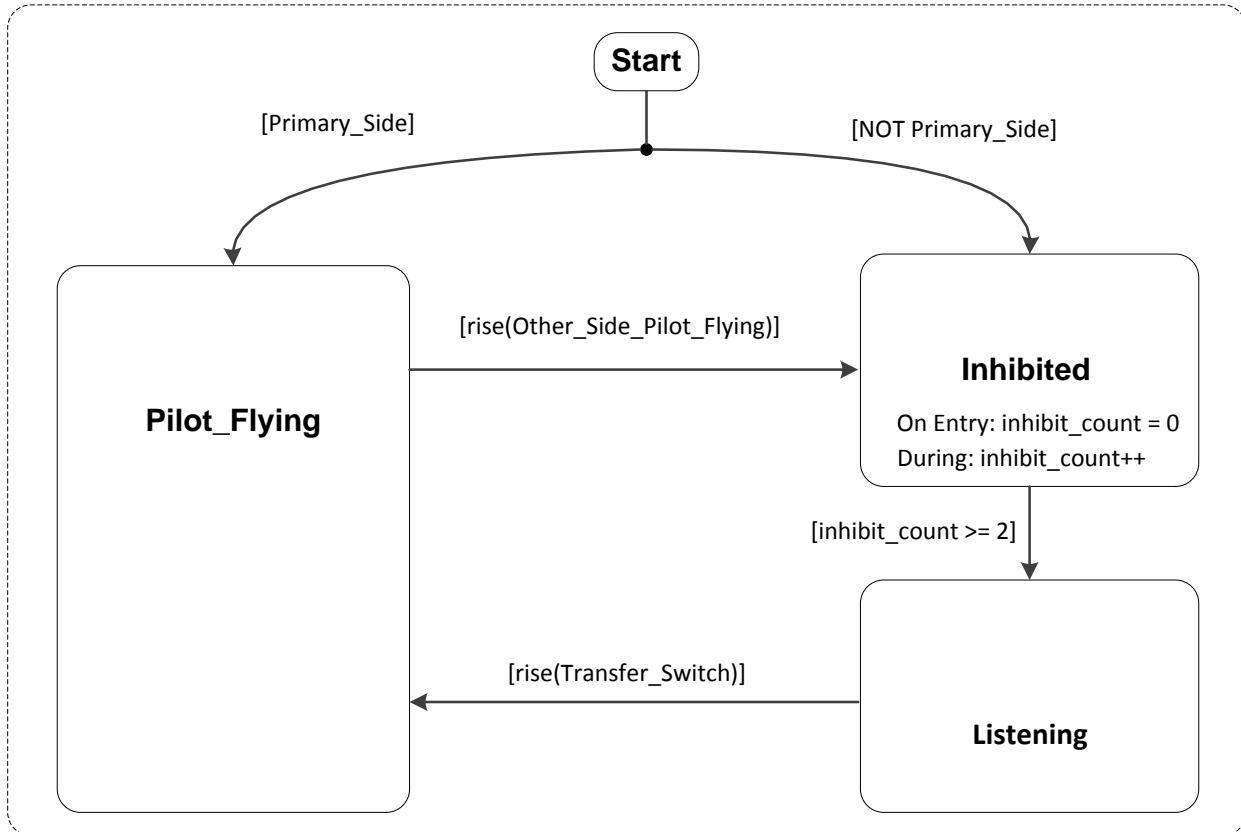 Start
[Primary_Side]
[NOT Primary_Side]
[rise(Other_Side_Pilot_Flying)]
Pilot_Flying
Inhibited
On Entry: inhibit_count = 0
During: inhibit_count++
[inhibit_count >= 2]
[rise(Transfer_Switch)]
Listening